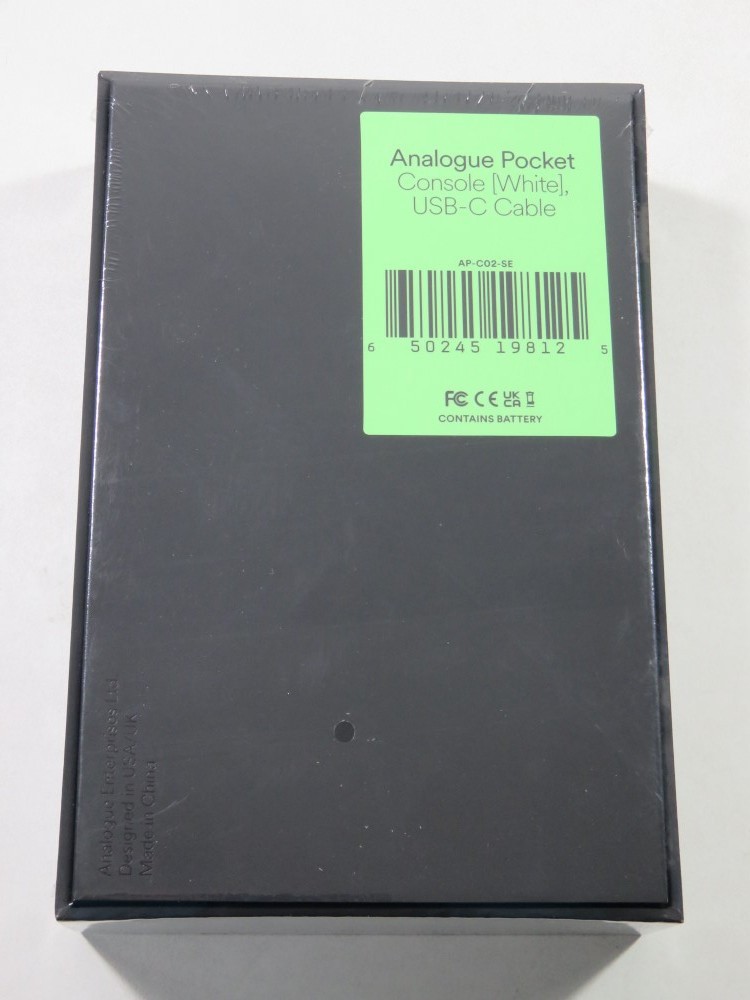 Analogue Pocket
Console [White],
USB-C Cable
AP-C02-SE
6 50245 19812 5
FC CE UK CA
CONTAINS BATTERY
Analogue Enterprises Ltd
Designed in USA/UK
Made in China